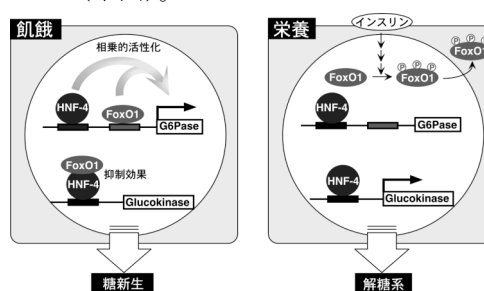 飢餓
相乗的活性化
HNF-4
FoxO1
G6Pase
FoxO1
HNF-4
抑制効果
Glucokinase
糖新生
栄養
インスリン
FoxO1
P P P
FoxO1
P P P
FoxO1
HNF-4
G6Pase
HNF-4
Glucokinase
解糖系